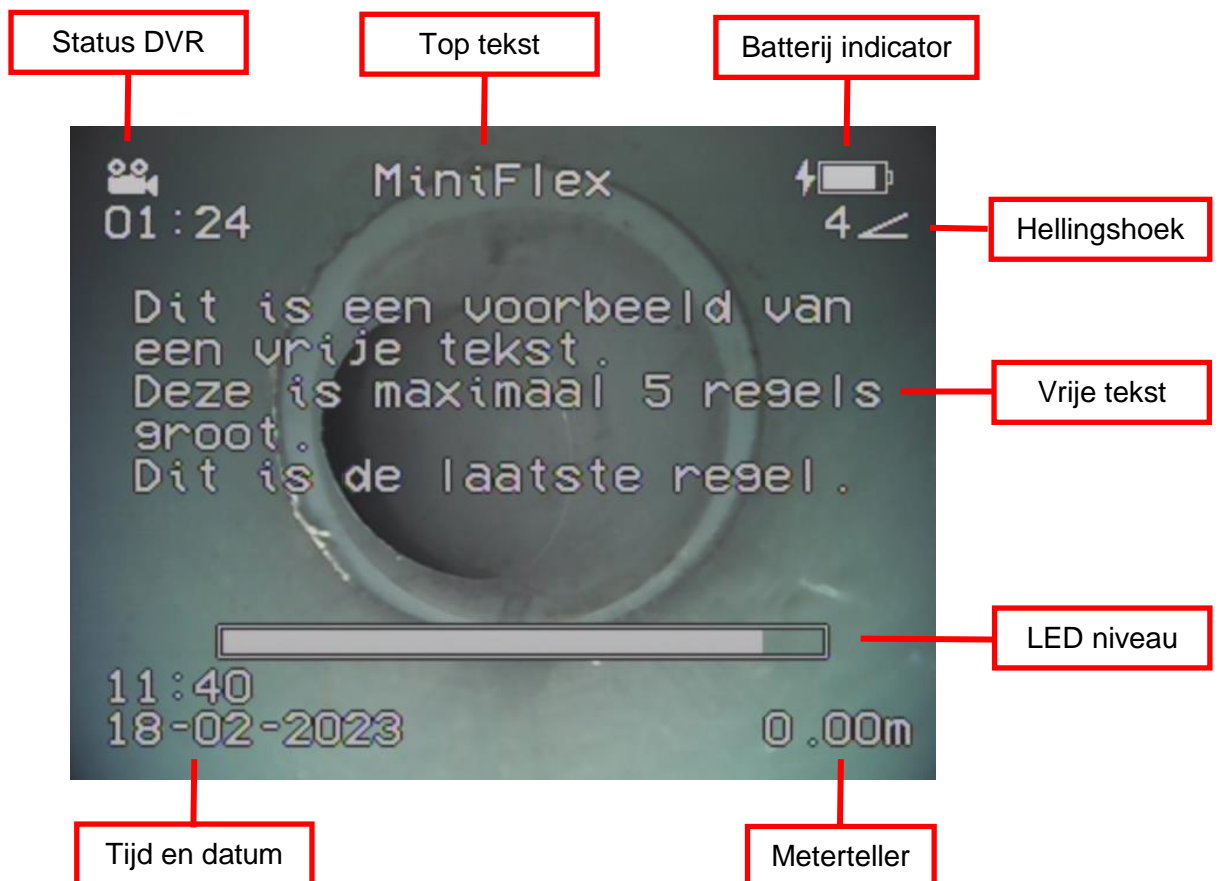 Status DVR
Top tekst
Batterij indicator
MiniFlex
01:24
4
Hellingshoek
Dit is een voorbeeld van
een vrije tekst.
Deze is maximaal 5 regels
groot.
Dit is de laatste regel.
Vrije tekst
LED niveau
11:40
18-02-2023
0.00m
Tijd en datum
Meterteller